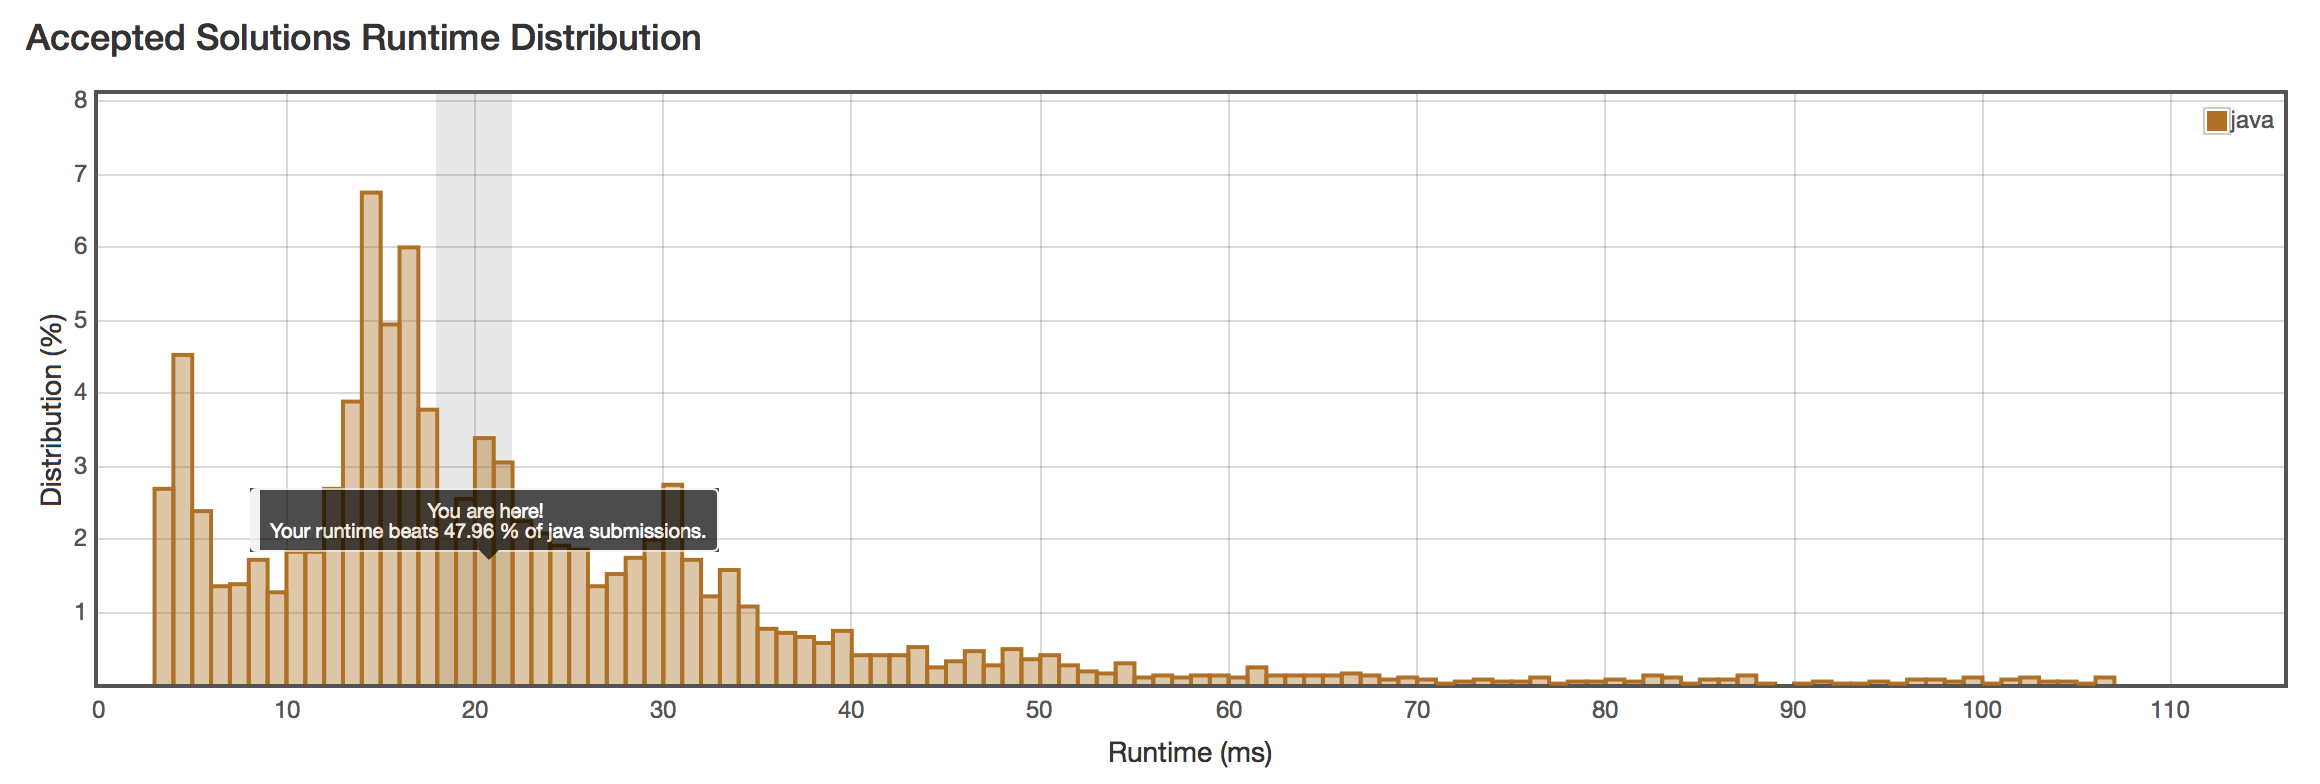 Accepted Solutions Runtime Distribution
8
java
7
6
5
4
3
2
1
Distribution (%)
You are here!
Your runtime beats 47.96 % of java submissions.
0 10 20 30 40 50 60 70 80 90 100 110
Runtime (ms)